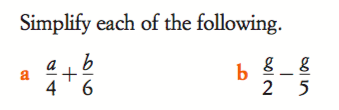 Simplify each of the following.
a a/4 + b/6 b g/2 − g/5